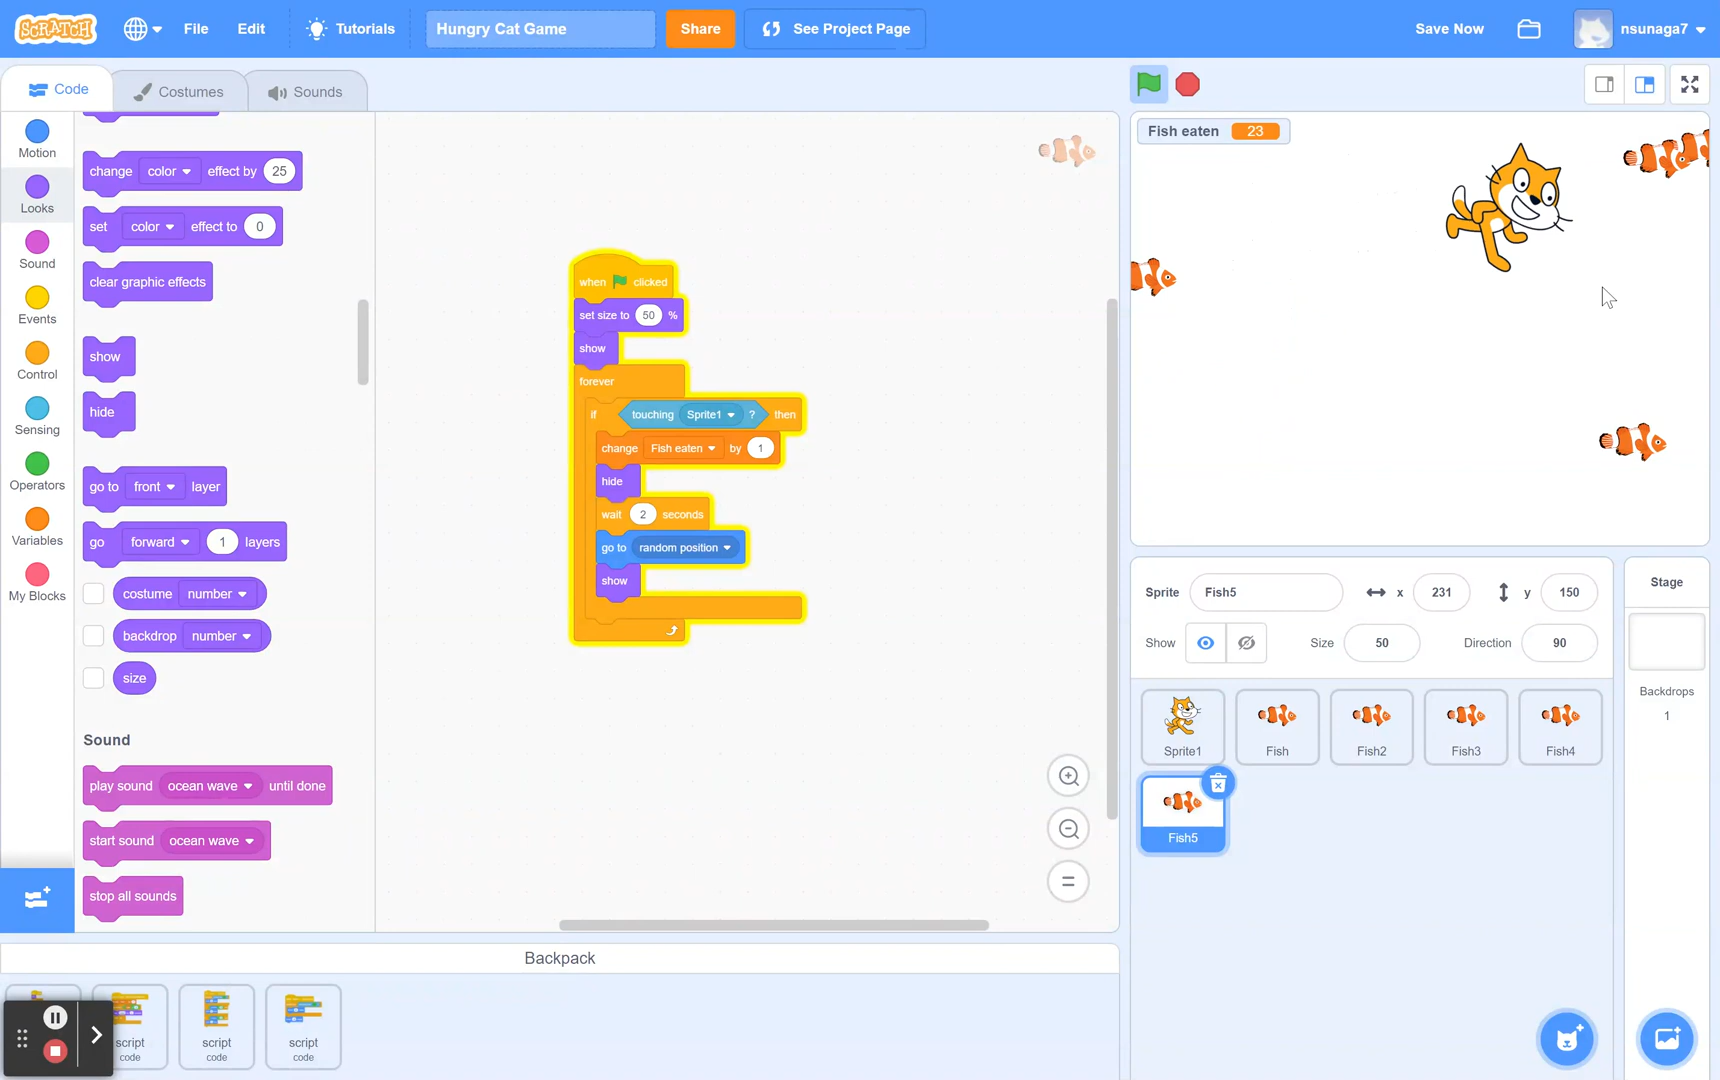 SCRATCH
File
Edit
Tutorials
Hungry Cat Game
Share
See Project Page
Save Now
nsunaga7
Code
Costumes
Sounds
Motion
Looks
Sound
Events
Control
Sensing
Operators
Variables
My Blocks
change color effect by 25
set color effect to 0
clear graphic effects
show
hide
go to front layer
go forward 1 layers
costume number
backdrop number
size
Sound
play sound ocean wave until done
start sound ocean wave
stop all sounds
when clicked
set size to 50 %
show
forever
if touching Sprite1 ? then
change Fish eaten by 1
hide
wait 2 seconds
go to random position
show
Fish eaten 23
Sprite Fish5 x 231 y 150
Show Size 50 Direction 90
Sprite1
Fish
Fish2
Fish3
Fish4
Fish5
Stage
Backdrops
1
Backpack
script
code
script
code
script
code